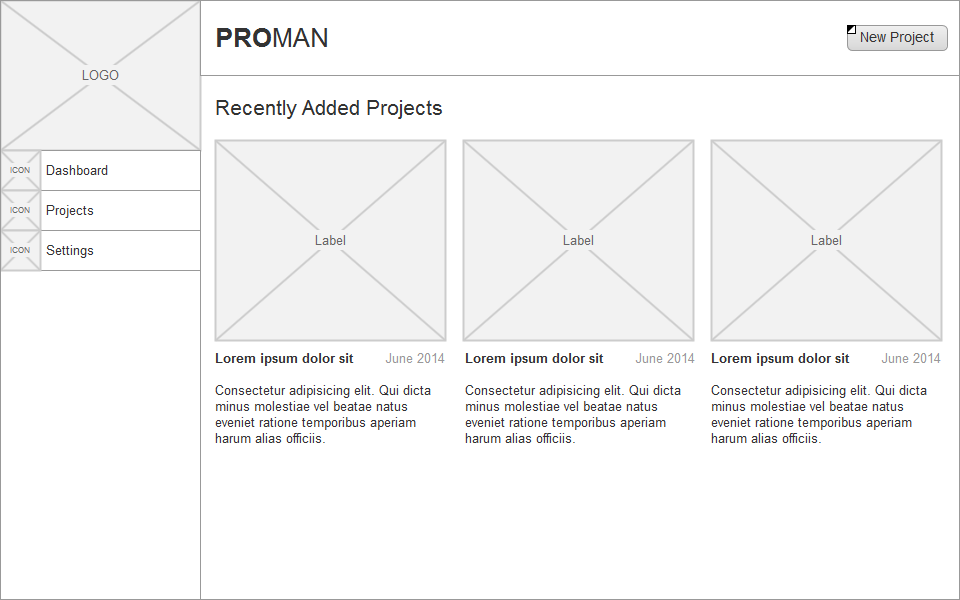 LOGO
PROMAN
New Project
ICON Dashboard
ICON Projects
ICON Settings
Recently Added Projects
Label
Lorem ipsum dolor sit June 2014
Consectetur adipisicing elit. Qui dicta
minus molestiae vel beatae natus
eveniet ratione temporibus aperiam
harum alias officiis.
Label
Lorem ipsum dolor sit June 2014
Consectetur adipisicing elit. Qui dicta
minus molestiae vel beatae natus
eveniet ratione temporibus aperiam
harum alias officiis.
Label
Lorem ipsum dolor sit June 2014
Consectetur adipisicing elit. Qui dicta
minus molestiae vel beatae natus
eveniet ratione temporibus aperiam
harum alias officiis.